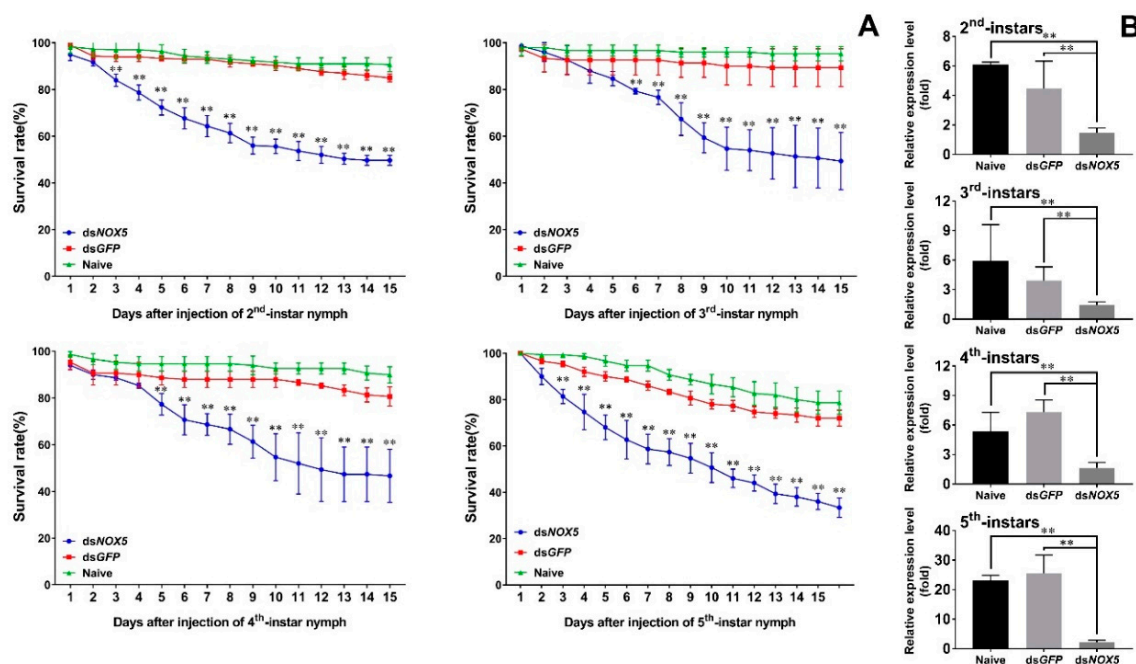 A
Survival rate(%)
100
80
60
40
20
0
** ** ** ** ** ** ** ** ** ** ** ** **
dsNOX5
dsGFP
Naive
1 2 3 4 5 6 7 8 9 10 11 12 13 14 15
Days after injection of 2nd-instar nymph
Survival rate(%)
100
80
60
40
20
0
** ** ** ** ** ** ** ** ** **
dsNOX5
dsGFP
Naive
1 2 3 4 5 6 7 8 9 10 11 12 13 14 15
Days after injection of 3rd-instar nymph
Survival rate(%)
100
80
60
40
20
0
** ** ** ** ** ** ** ** ** ** **
dsNOX5
dsGFP
Naive
1 2 3 4 5 6 7 8 9 10 11 12 13 14 15
Days after injection of 4th-instar nymph
Survival rate(%)
100
80
60
40
20
0
** ** ** ** ** ** ** ** ** ** ** ** ** **
dsNOX5
dsGFP
Naive
1 2 3 4 5 6 7 8 9 10 11 12 13 14 15
Days after injection of 5th-instar nymph
B
2nd-instars
Relative expression level
(fold)
8
6
4
2
0
**
**
Naive dsGFP dsNOX5
3rd-instars
Relative expression level
(fold)
12
9
6
3
0
**
**
Naive dsGFP dsNOX5
4th-instars
Relative expression level
(fold)
12
9
6
3
0
**
**
Naive dsGFP dsNOX5
5th-instars
Relative expression level
(fold)
40
30
20
10
0
**
**
Naive dsGFP dsNOX5